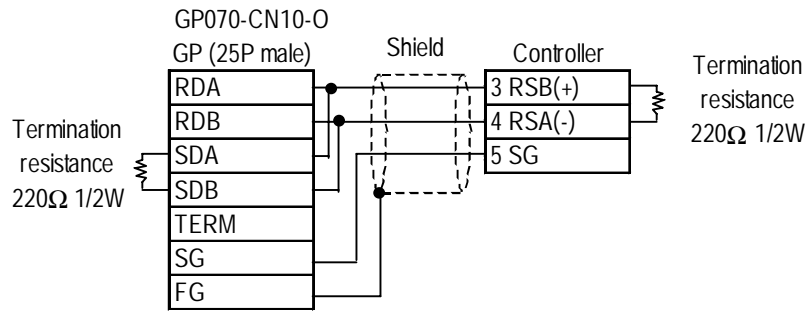 GP070-CN10-O
GP (25P male)
Shield
Controller
RDA
RDB
SDA
SDB
TERM
SG
FG
3 RSB(+)
4 RSA(-)
5 SG
Termination
resistance
220Ω 1/2W
Termination
resistance
220Ω 1/2W